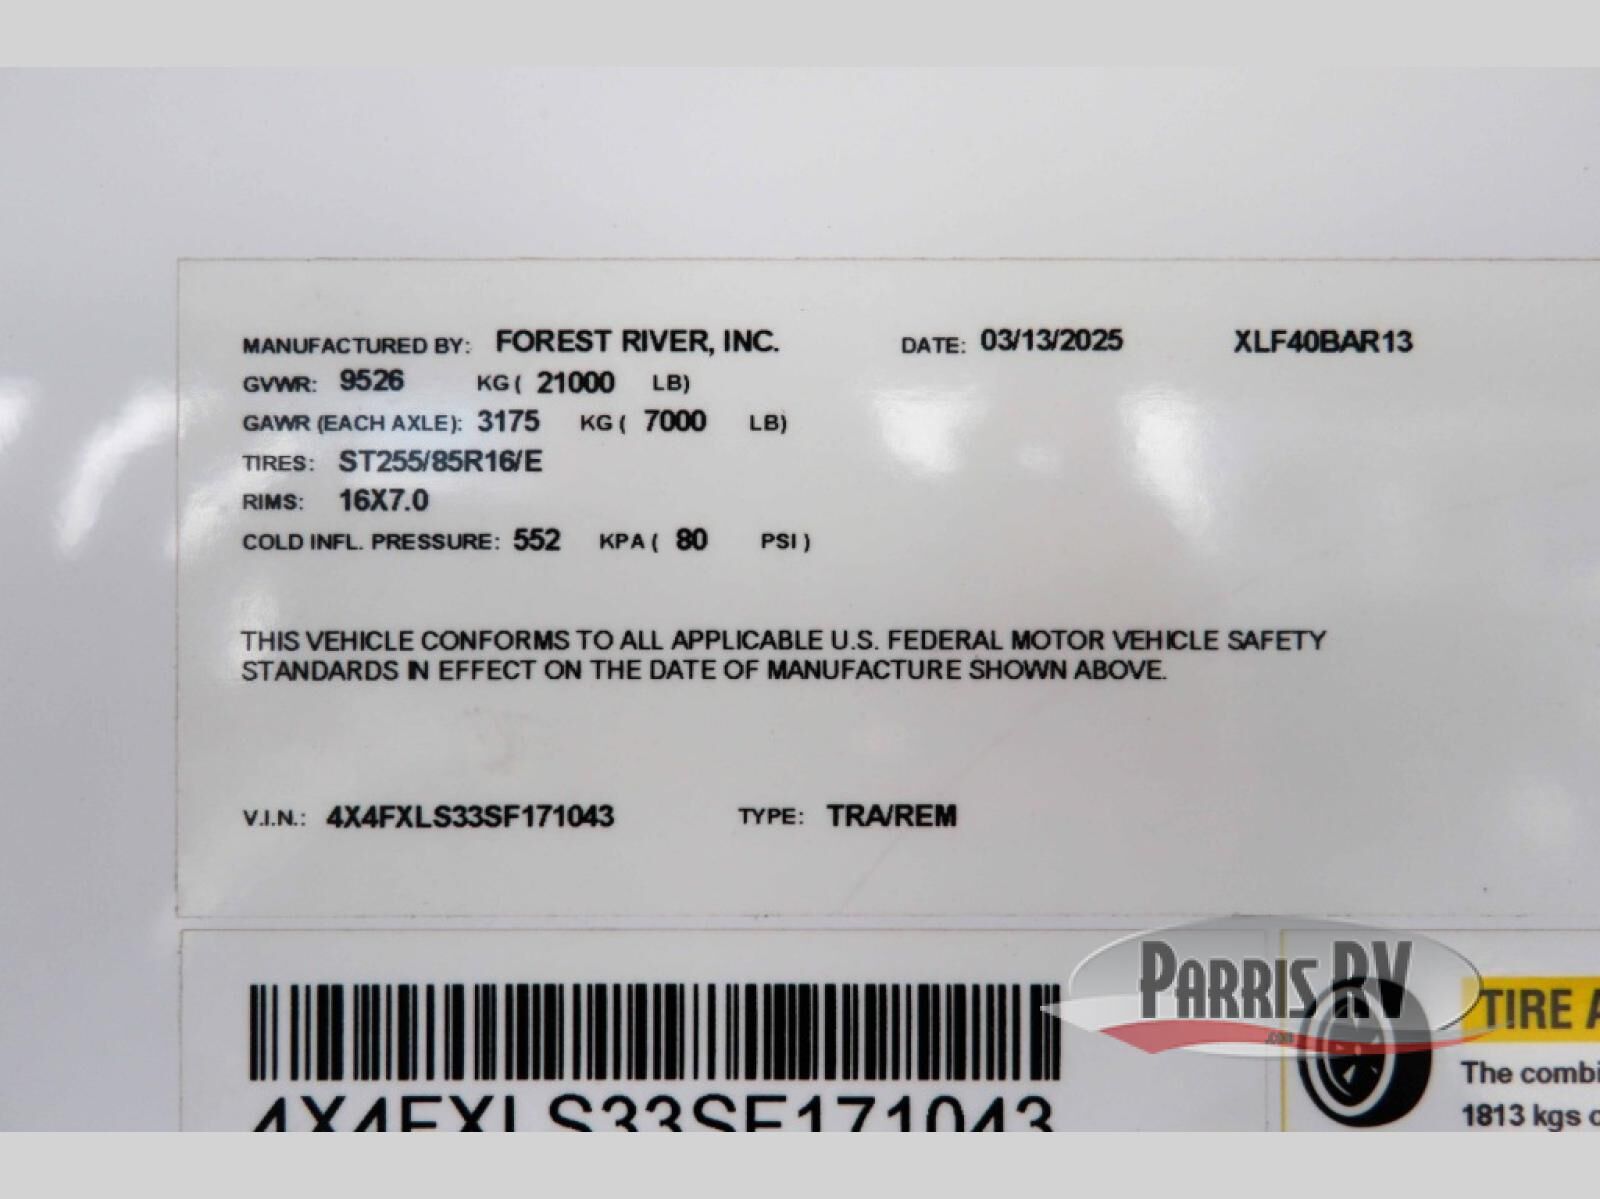 MANUFACTURED BY: FOREST RIVER, INC. DATE: 03/13/2025 XLF40BAR13
GVWR: 9526 KG ( 21000 LB)
GAWR (EACH AXLE): 3175 KG ( 7000 LB)
TIRES: ST255/85R16/E
RIMS: 16X7.0
COLD INFL. PRESSURE: 552 KPA ( 80 PSI )
THIS VEHICLE CONFORMS TO ALL APPLICABLE U.S. FEDERAL MOTOR VEHICLE SAFETY
STANDARDS IN EFFECT ON THE DATE OF MANUFACTURE SHOWN ABOVE.
V.I.N.: 4X4FXLS33SF171043 TYPE: TRA/REM
4X4FXLS33SF171043
PARRIS RV
.com
TIRE A
The combi
1813 kgs